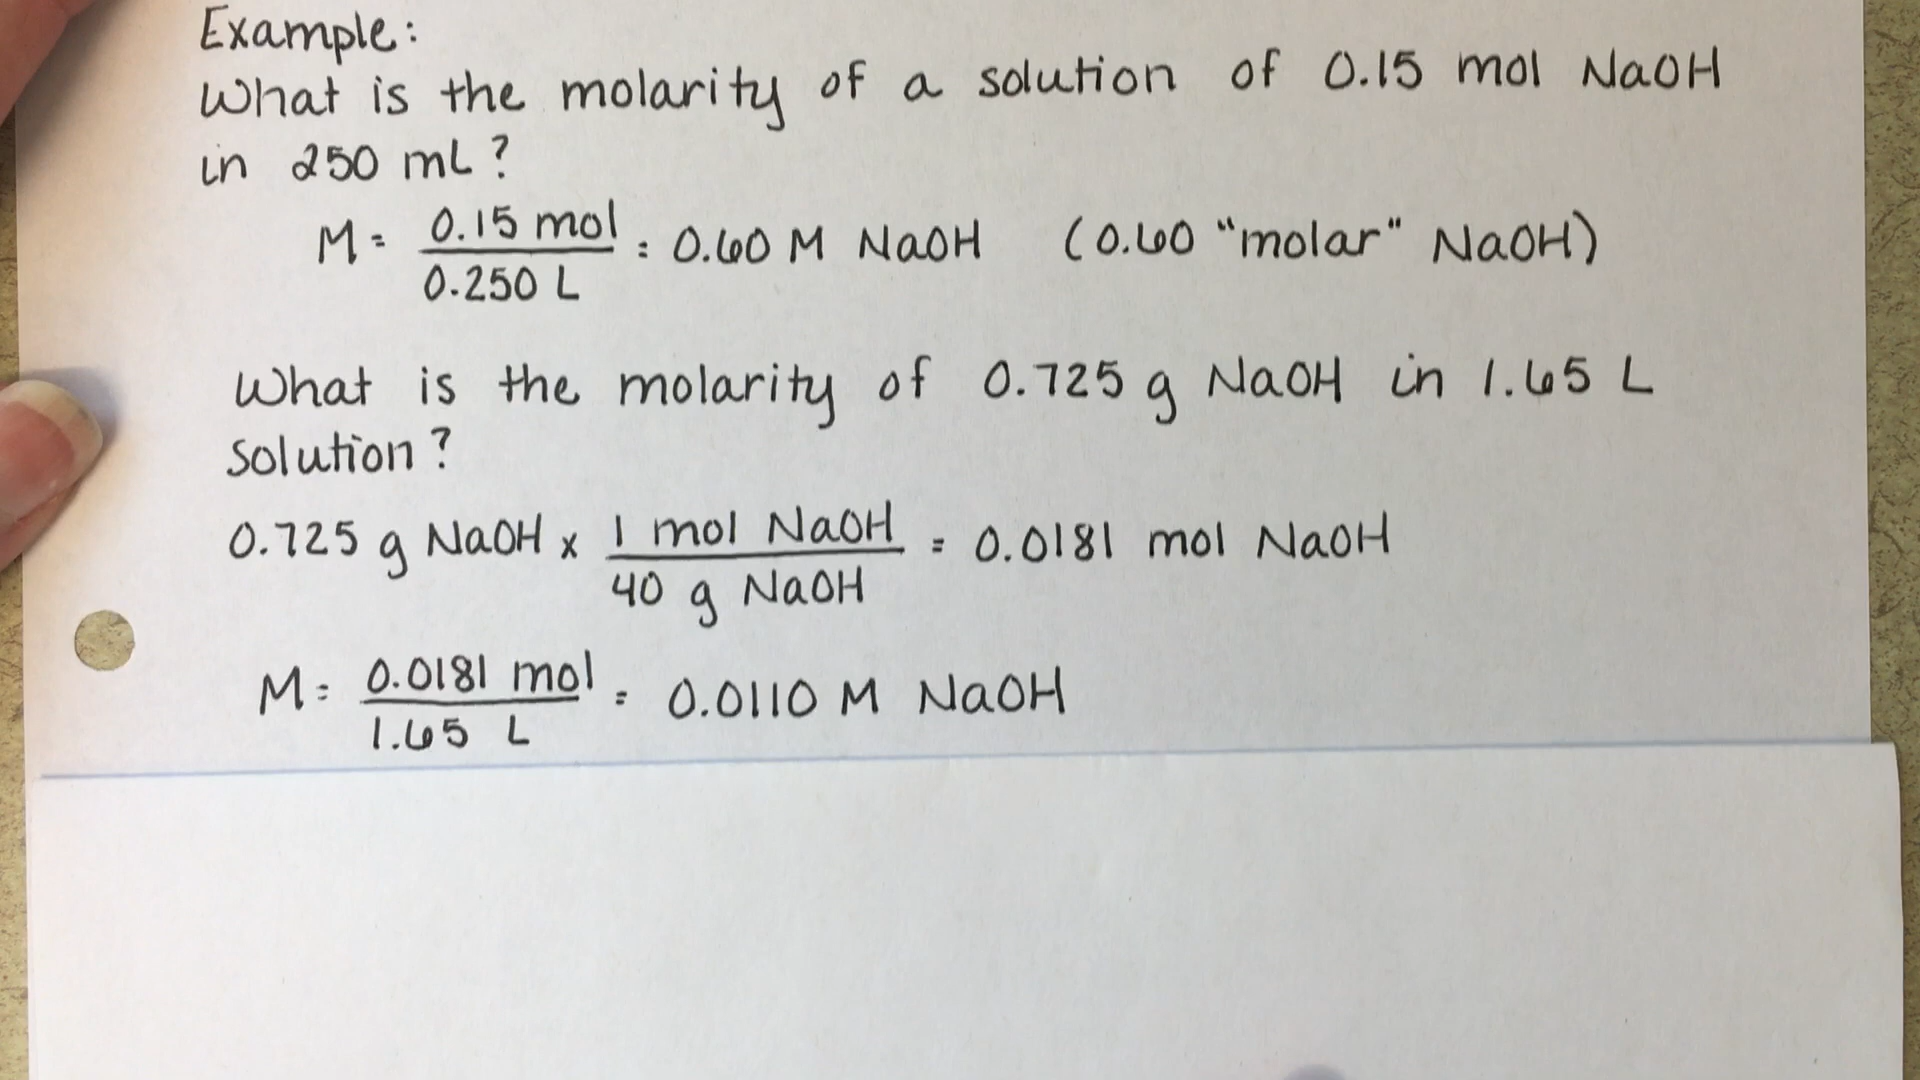 Example:
What is the molarity of a solution of 0.15 mol NaOH
in 250 mL?
M = 0.15 mol / 0.250 L = 0.60 M NaOH (0.60 "molar" NaOH)
What is the molarity of 0.725 g NaOH in 1.65 L
solution?
0.725 g NaOH x 1 mol NaOH / 40 g NaOH = 0.0181 mol NaOH
M = 0.0181 mol / 1.65 L = 0.0110 M NaOH